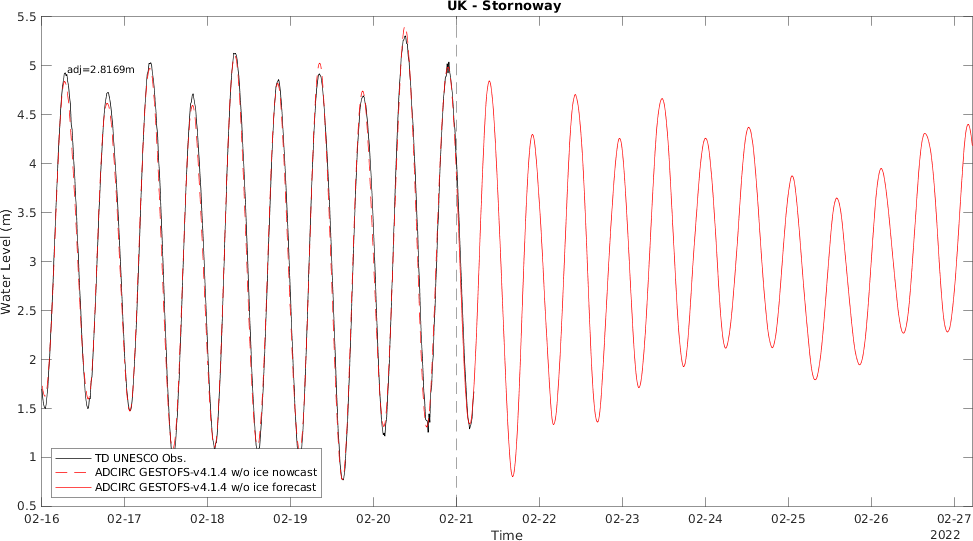 UK - Stornoway
5.5
5
4.5
4
3.5
3
2.5
2
1.5
1
0.5
Water Level (m)
adj=2.8169m
TD UNESCO Obs.
ADCIRC GESTOFS-v4.1.4 w/o ice nowcast
ADCIRC GESTOFS-v4.1.4 w/o ice forecast
02-16 02-17 02-18 02-19 02-20 02-21 02-22 02-23 02-24 02-25 02-26 02-27
Time
2022